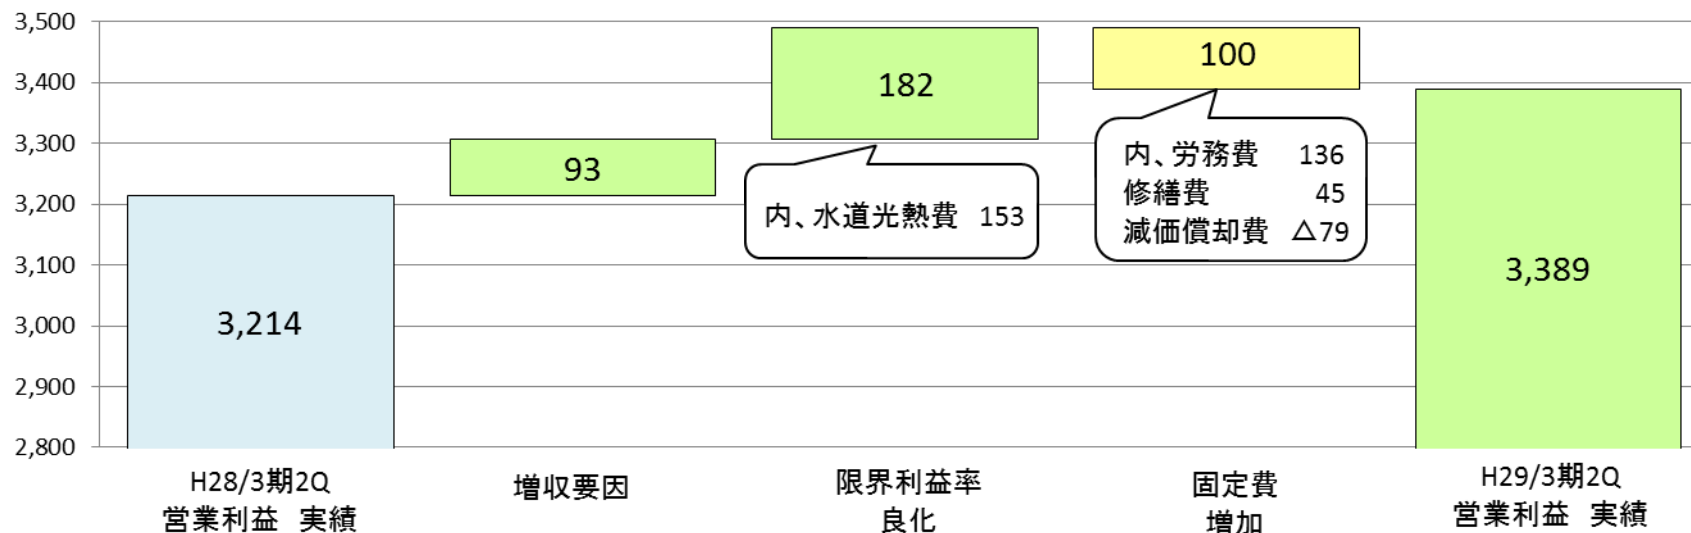 3,500
3,400
3,300
3,200
3,100
3,000
2,900
2,800
3,214
93
182
内、水道光熱費 153
100
内、労務費 136
修繕費 45
減価償却費 △79
3,389
H28/3期2Q
営業利益 実績
増収要因
限界利益率
良化
固定費
増加
H29/3期2Q
営業利益 実績